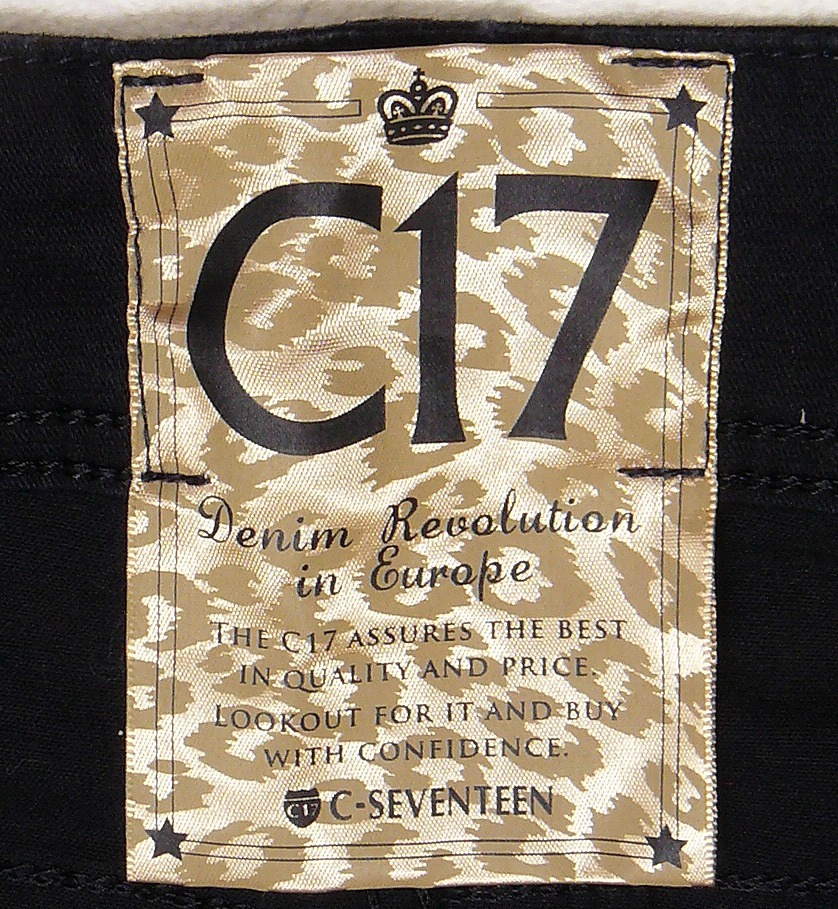 C17
Denim Revolution
in Europe
THE C17 ASSURES THE BEST
IN QUALITY AND PRICE.
LOOKOUT FOR IT AND BUY
WITH CONFIDENCE.
C17 C-SEVENTEEN